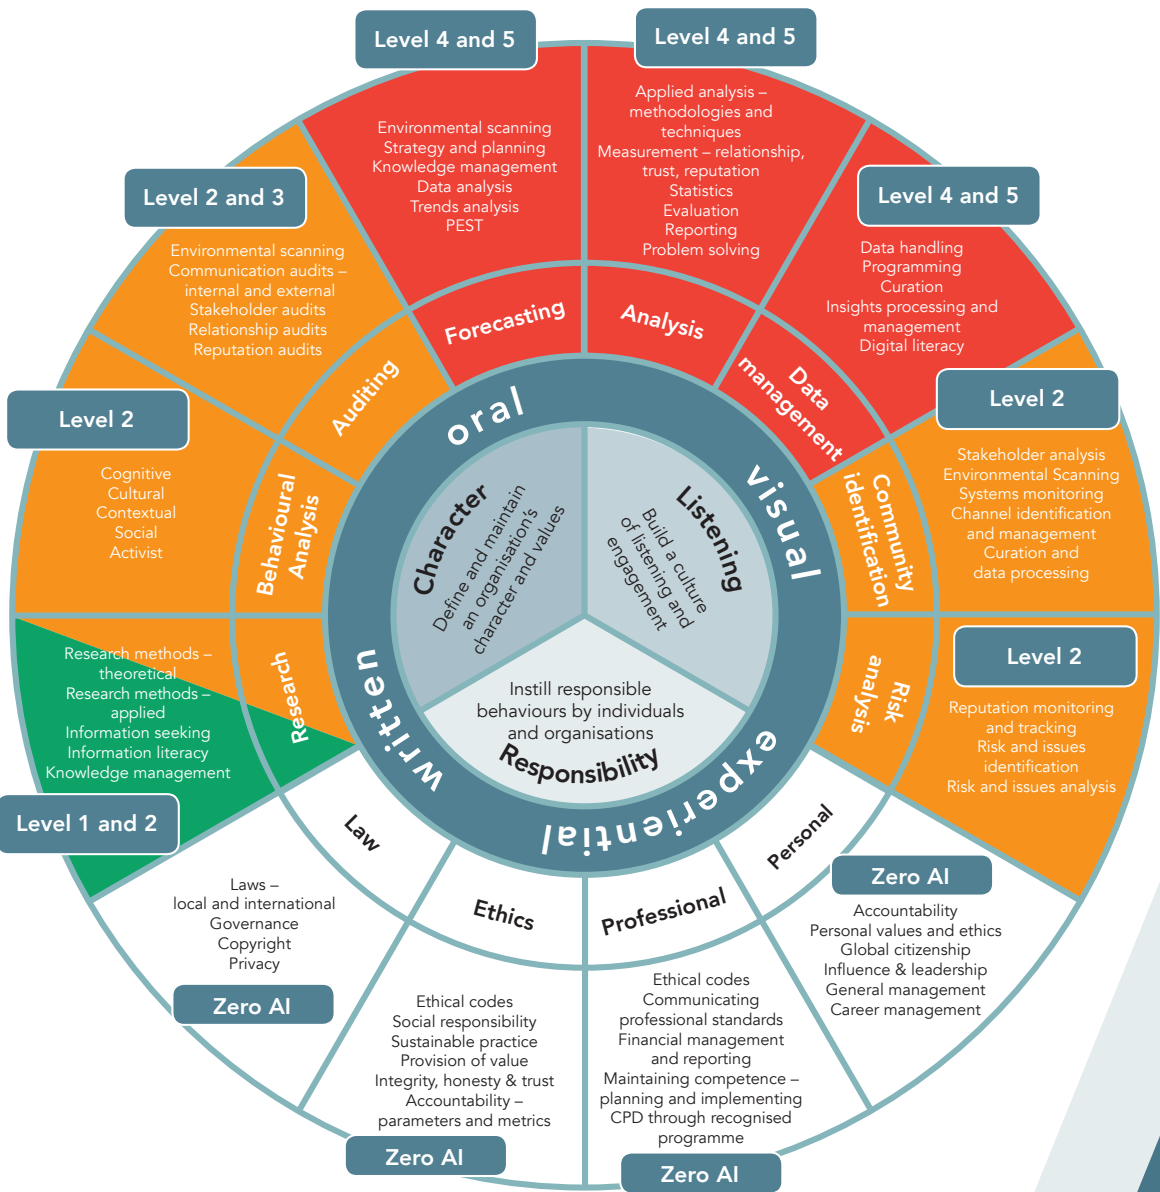 Level 4 and 5
Environmental scanning
Strategy and planning
Knowledge management
Data analysis
Trends analysis
PEST
Forecasting
Level 4 and 5
Applied analysis –
methodologies and
techniques
Measurement – relationship,
trust, reputation
Statistics
Evaluation
Reporting
Problem solving
Analysis
Level 4 and 5
Data handling
Programming
Curation
Insights processing and
management
Digital literacy
Data
management
Level 2
Stakeholder analysis
Environmental Scanning
Systems monitoring
Channel identification
and management
Curation and
data processing
Community
identification
Level 2
Reputation monitoring
and tracking
Risk and issues
identification
Risk and issues analysis
Risk
analysis
Zero AI
Accountability
Personal values and ethics
Global citizenship
Influence & leadership
General management
Career management
Personal
Professional
Ethical codes
Communicating
professional standards
Financial management
and reporting
Maintaining competence –
planning and implementing
CPD through recognised
programme
Zero AI
Ethics
Ethical codes
Social responsibility
Sustainable practice
Provision of value
Integrity, honesty & trust
Accountability –
parameters and metrics
Zero AI
Law
Laws –
local and international
Governance
Copyright
Privacy
Zero AI
Research
Research methods –
theoretical
Research methods –
applied
Information seeking
Information literacy
Knowledge management
Level 1 and 2
Level 2
Cognitive
Cultural
Contextual
Social
Activist
Behavioural
Analysis
Level 2 and 3
Environmental scanning
Communication audits –
internal and external
Stakeholder audits
Relationship audits
Reputation audits
Auditing
oral
visual
experiential
written
Character
Define and maintain
an organisation's
character and values
Listening
Build a culture
of listening and
engagement
Instill responsible
behaviours by individuals
and organisations
Responsibility